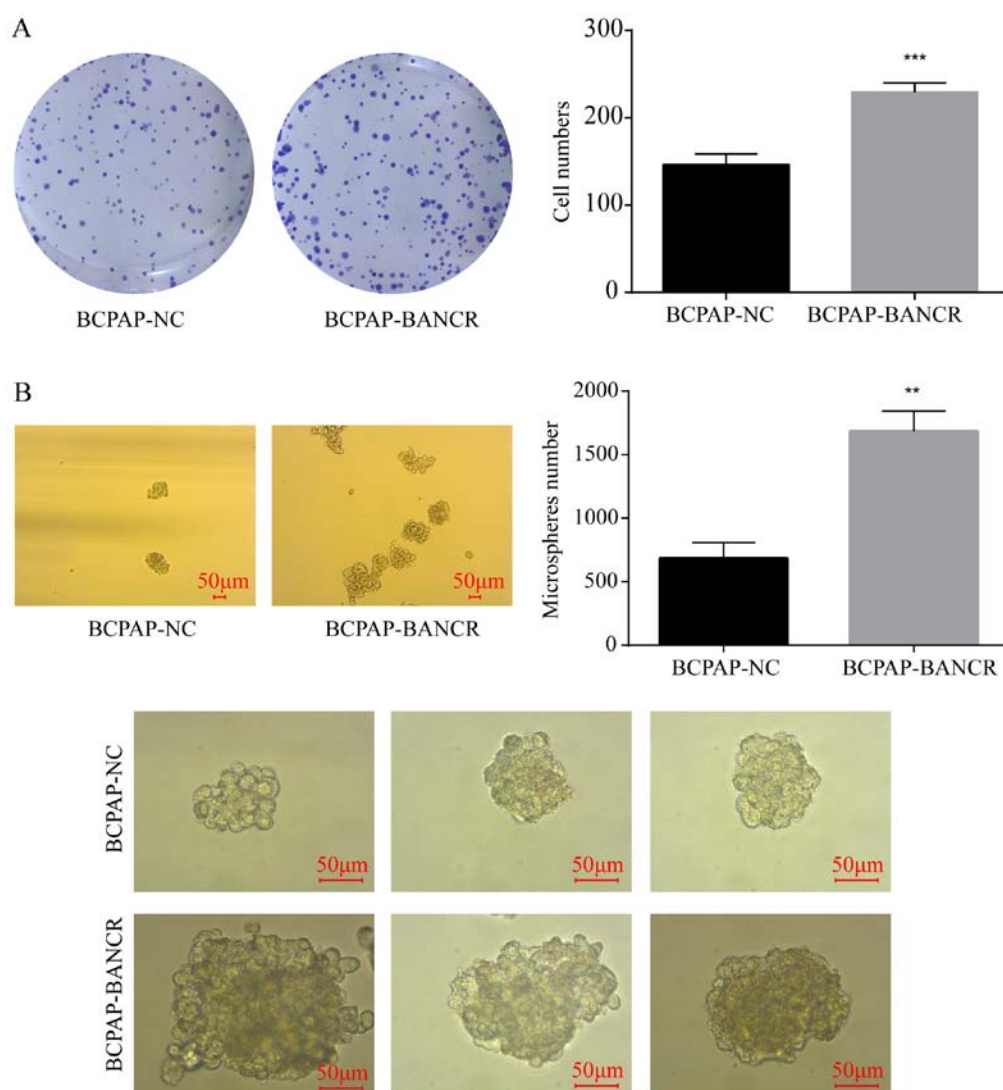 A
BCPAP-NC
BCPAP-BANCR
Cell numbers
300
200
100
0
***
BCPAP-NC
BCPAP-BANCR
B
50μm
50μm
BCPAP-NC
BCPAP-BANCR
Microspheres number
2000
1500
1000
500
0
**
BCPAP-NC
BCPAP-BANCR
BCPAP-NC
50μm
50μm
50μm
BCPAP-BANCR
50μm
50μm
50μm